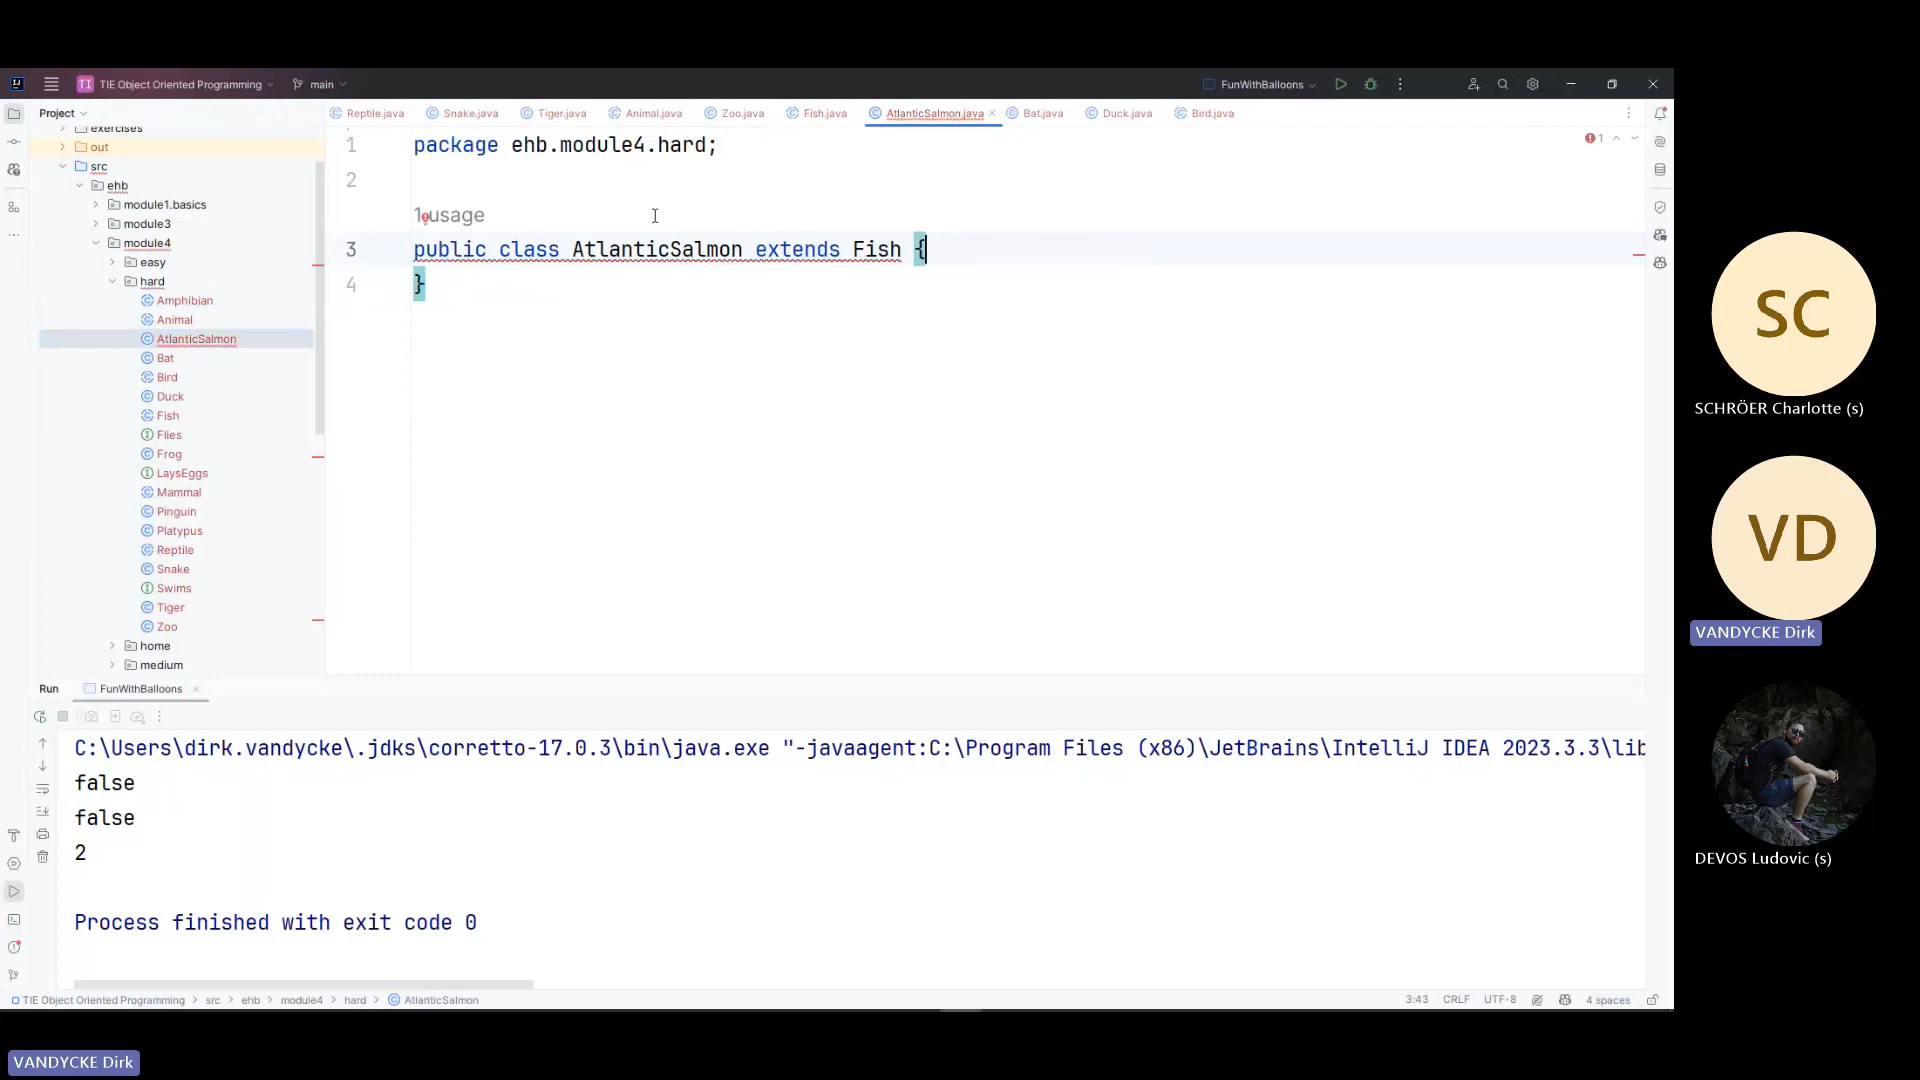 TI TIE Object Oriented Programming main FunWithBalloons
Project
Reptile.java Snake.java Tiger.java Animal.java Zoo.java Fish.java AtlanticSalmon.java Bat.java Duck.java Bird.java
exercises
out
src
ehb
module1.basics
module3
module4
easy
hard
Amphibian
Animal
AtlanticSalmon
Bat
Bird
Duck
Fish
Flies
Frog
LaysEggs
Mammal
Pinguin
Platypus
Reptile
Snake
Swims
Tiger
Zoo
home
medium
1 package ehb.module4.hard;
2
1 usage
3 public class AtlanticSalmon extends Fish {
4 }
1
Run FunWithBalloons
C:\Users\dirk.vandycke\.jdks\corretto-17.0.3\bin\java.exe "-javaagent:C:\Program Files (x86)\JetBrains\IntelliJ IDEA 2023.3.3\lib
false
false
2
Process finished with exit code 0
TIE Object Oriented Programming > src > ehb > module4 > hard > AtlanticSalmon
3:43 CRLF UTF-8 4 spaces
SC
SCHRÖER Charlotte (s)
VD
VANDYCKE Dirk
DEVOS Ludovic (s)
VANDYCKE Dirk